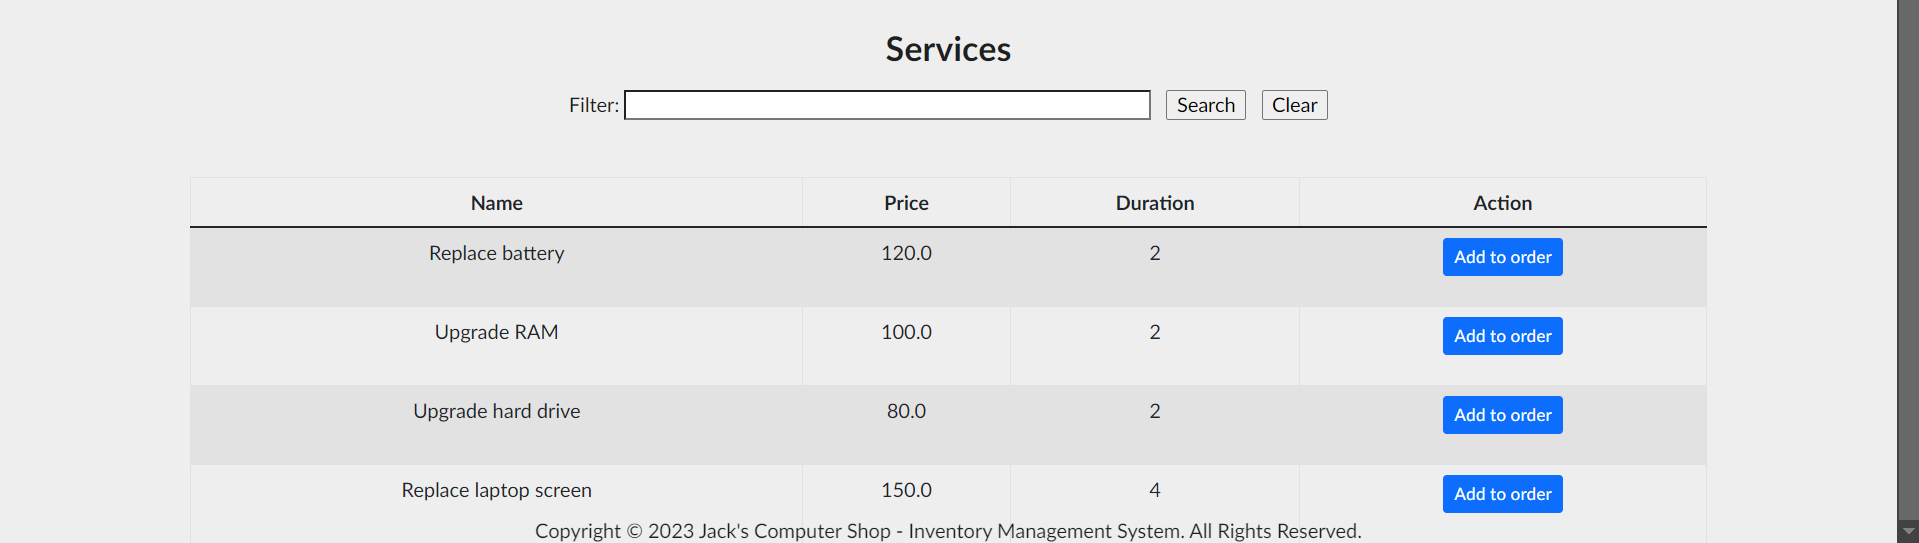 Services
Filter: Search Clear
Name Price Duration Action
Replace battery 120.0 2 Add to order
Upgrade RAM 100.0 2 Add to order
Upgrade hard drive 80.0 2 Add to order
Replace laptop screen 150.0 4 Add to order
Copyright © 2023 Jack's Computer Shop - Inventory Management System. All Rights Reserved.